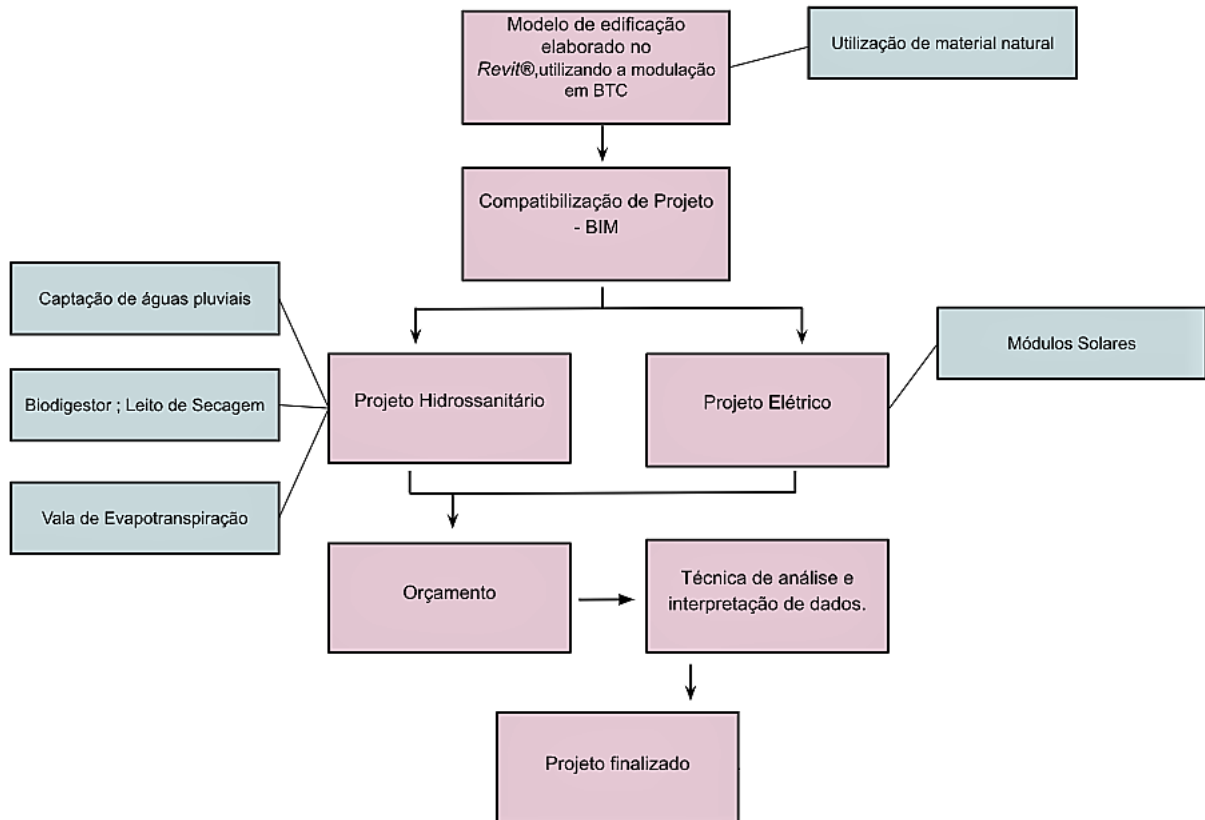 Modelo de edificação
elaborado no
Revit®,utilizando a modulação
em BTC
Utilização de material natural
Compatibilização de Projeto
- BIM
Captação de águas pluviais
Módulos Solares
Biodigestor ; Leito de Secagem
Projeto Hidrossanitário
Projeto Elétrico
Vala de Evapotranspiração
Orçamento
Técnica de análise e
interpretação de dados.
Projeto finalizado